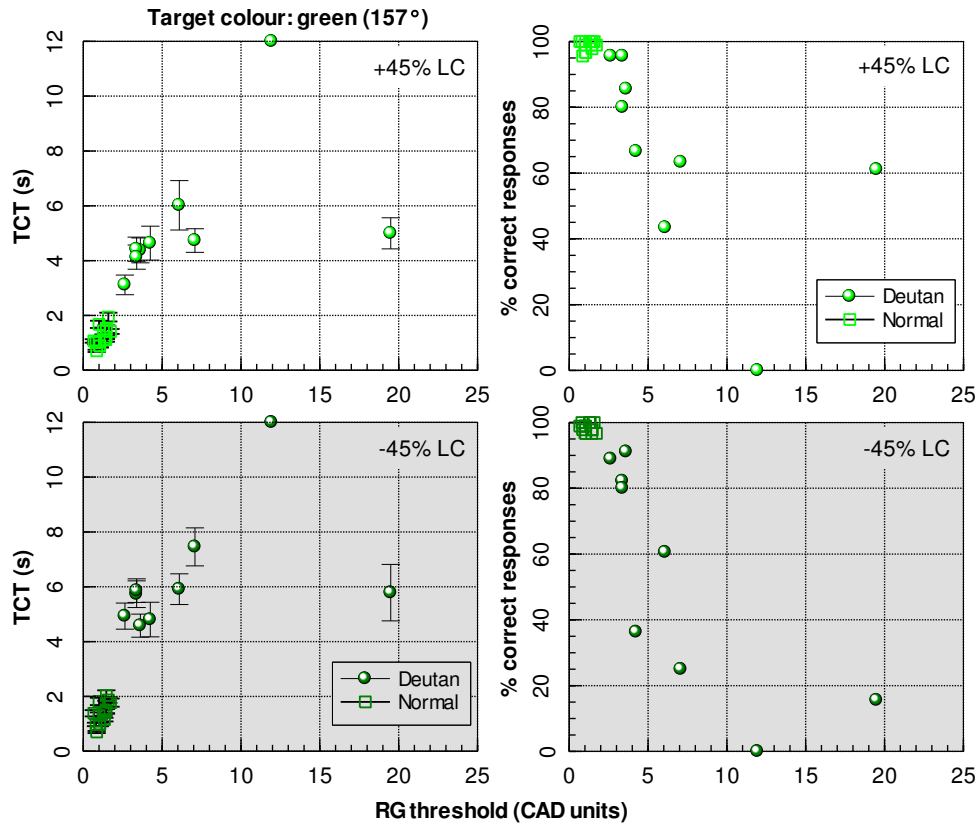 Target colour: green (157°)
TCT (s)
12
10
8
6
4
2
0
+45% LC
0 5 10 15 20 25
% correct responses
100
80
60
40
20
0
+45% LC
Deutan
Normal
0 5 10 15 20 25
TCT (s)
12
10
8
6
4
2
0
-45% LC
Deutan
Normal
0 5 10 15 20 25
% correct responses
100
80
60
40
20
0
-45% LC
0 5 10 15 20 25
RG threshold (CAD units)